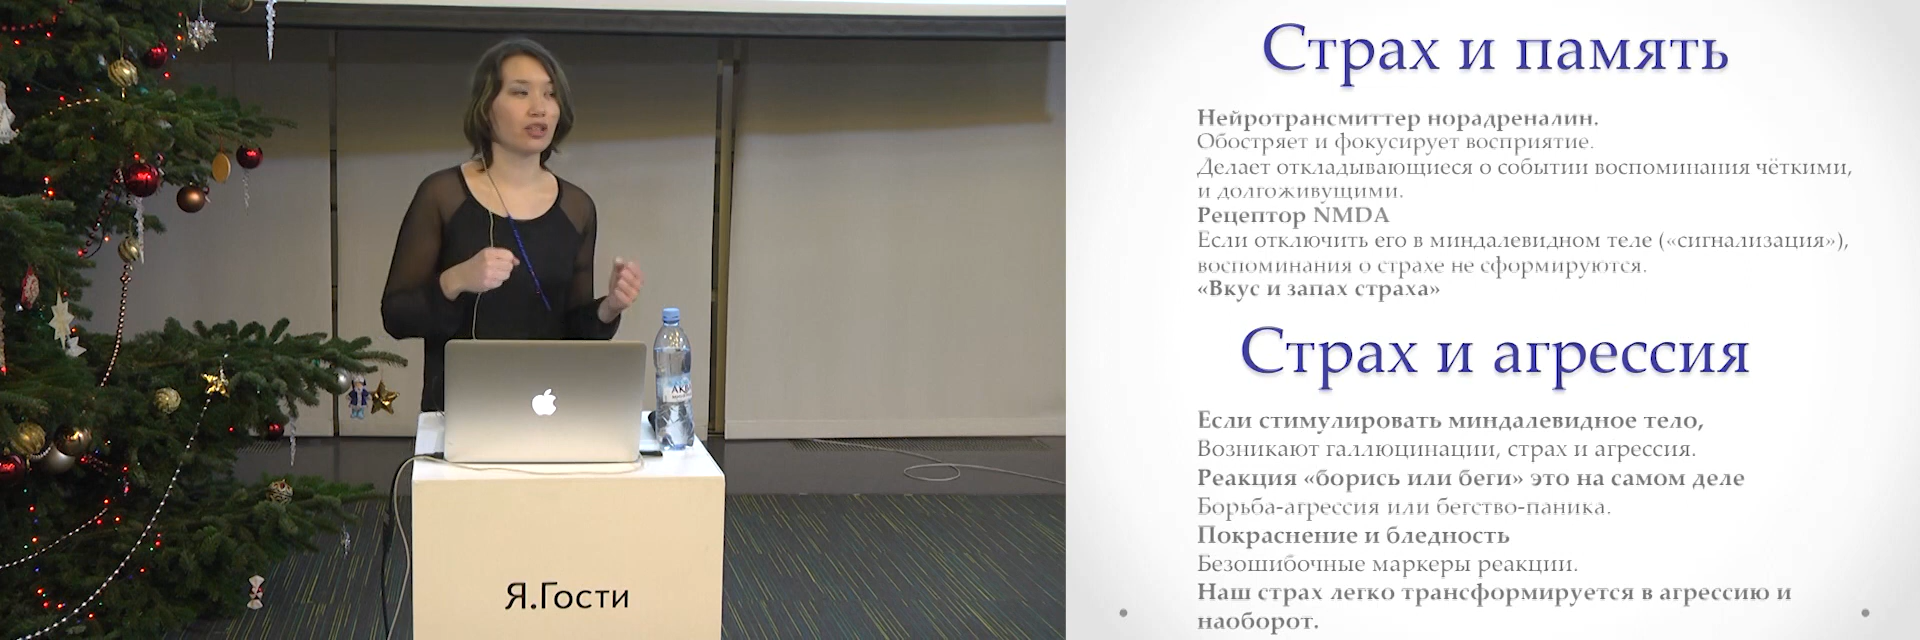 Страх и память
Нейротрансмиттер норадреналин.
Обостряет и фокусирует восприятие.
Делает откладывающиеся о событии воспоминания чёткими,
и долгоживущими.
Рецептор NMDA
Если отключить его в миндалевидном теле («сигнализация»),
воспоминания о страхе не сформируются.
«Вкус и запах страха»
Страх и агрессия
Если стимулировать миндалевидное тело,
Возникают галлюцинации, страх и агрессия.
Реакция «борись или беги» это на самом деле
Борьба-агрессия или бегство-паника.
Покраснение и бледность
Безошибочные маркеры реакции.
Наш страх легко трансформируется в агрессию и
наоборот.
Я.Гости